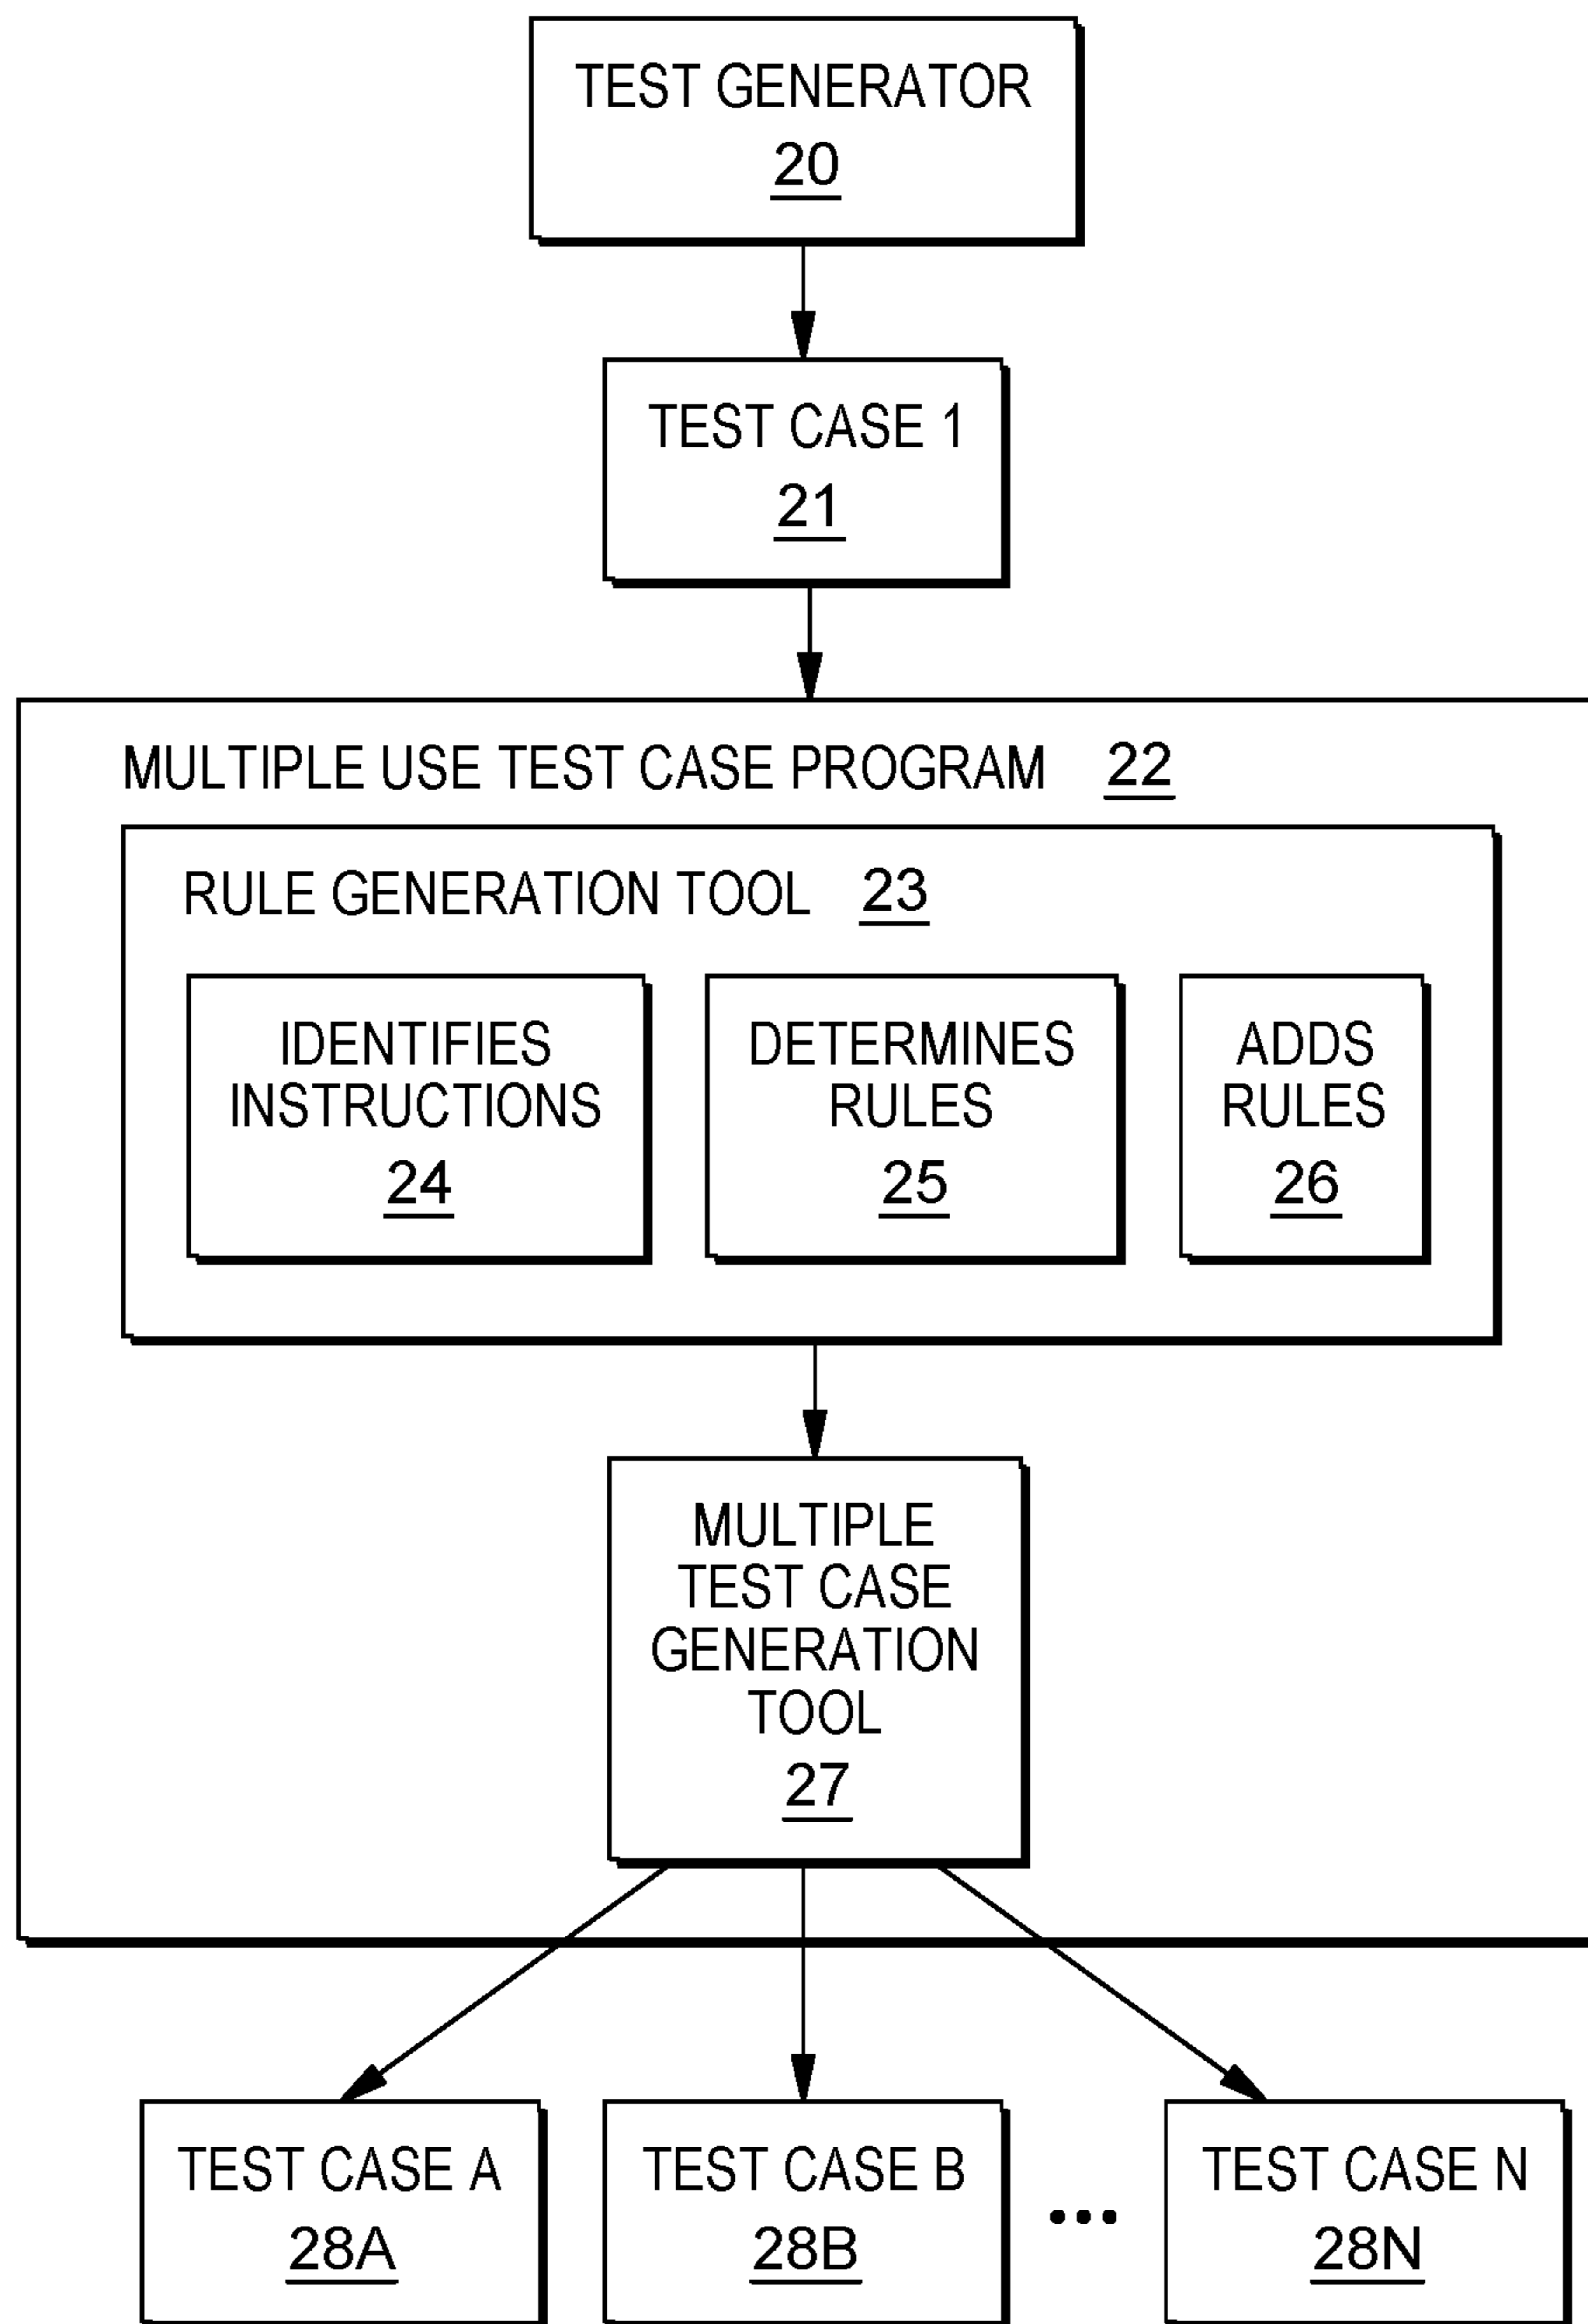 TEST GENERATOR
20
TEST CASE 1
21
MULTIPLE USE TEST CASE PROGRAM 22
RULE GENERATION TOOL 23
IDENTIFIES
INSTRUCTIONS
24
DETERMINES
RULES
25
ADDS
RULES
26
MULTIPLE
TEST CASE
GENERATION
TOOL
27
TEST CASE A
28A
TEST CASE B
28B
...
TEST CASE N
28N